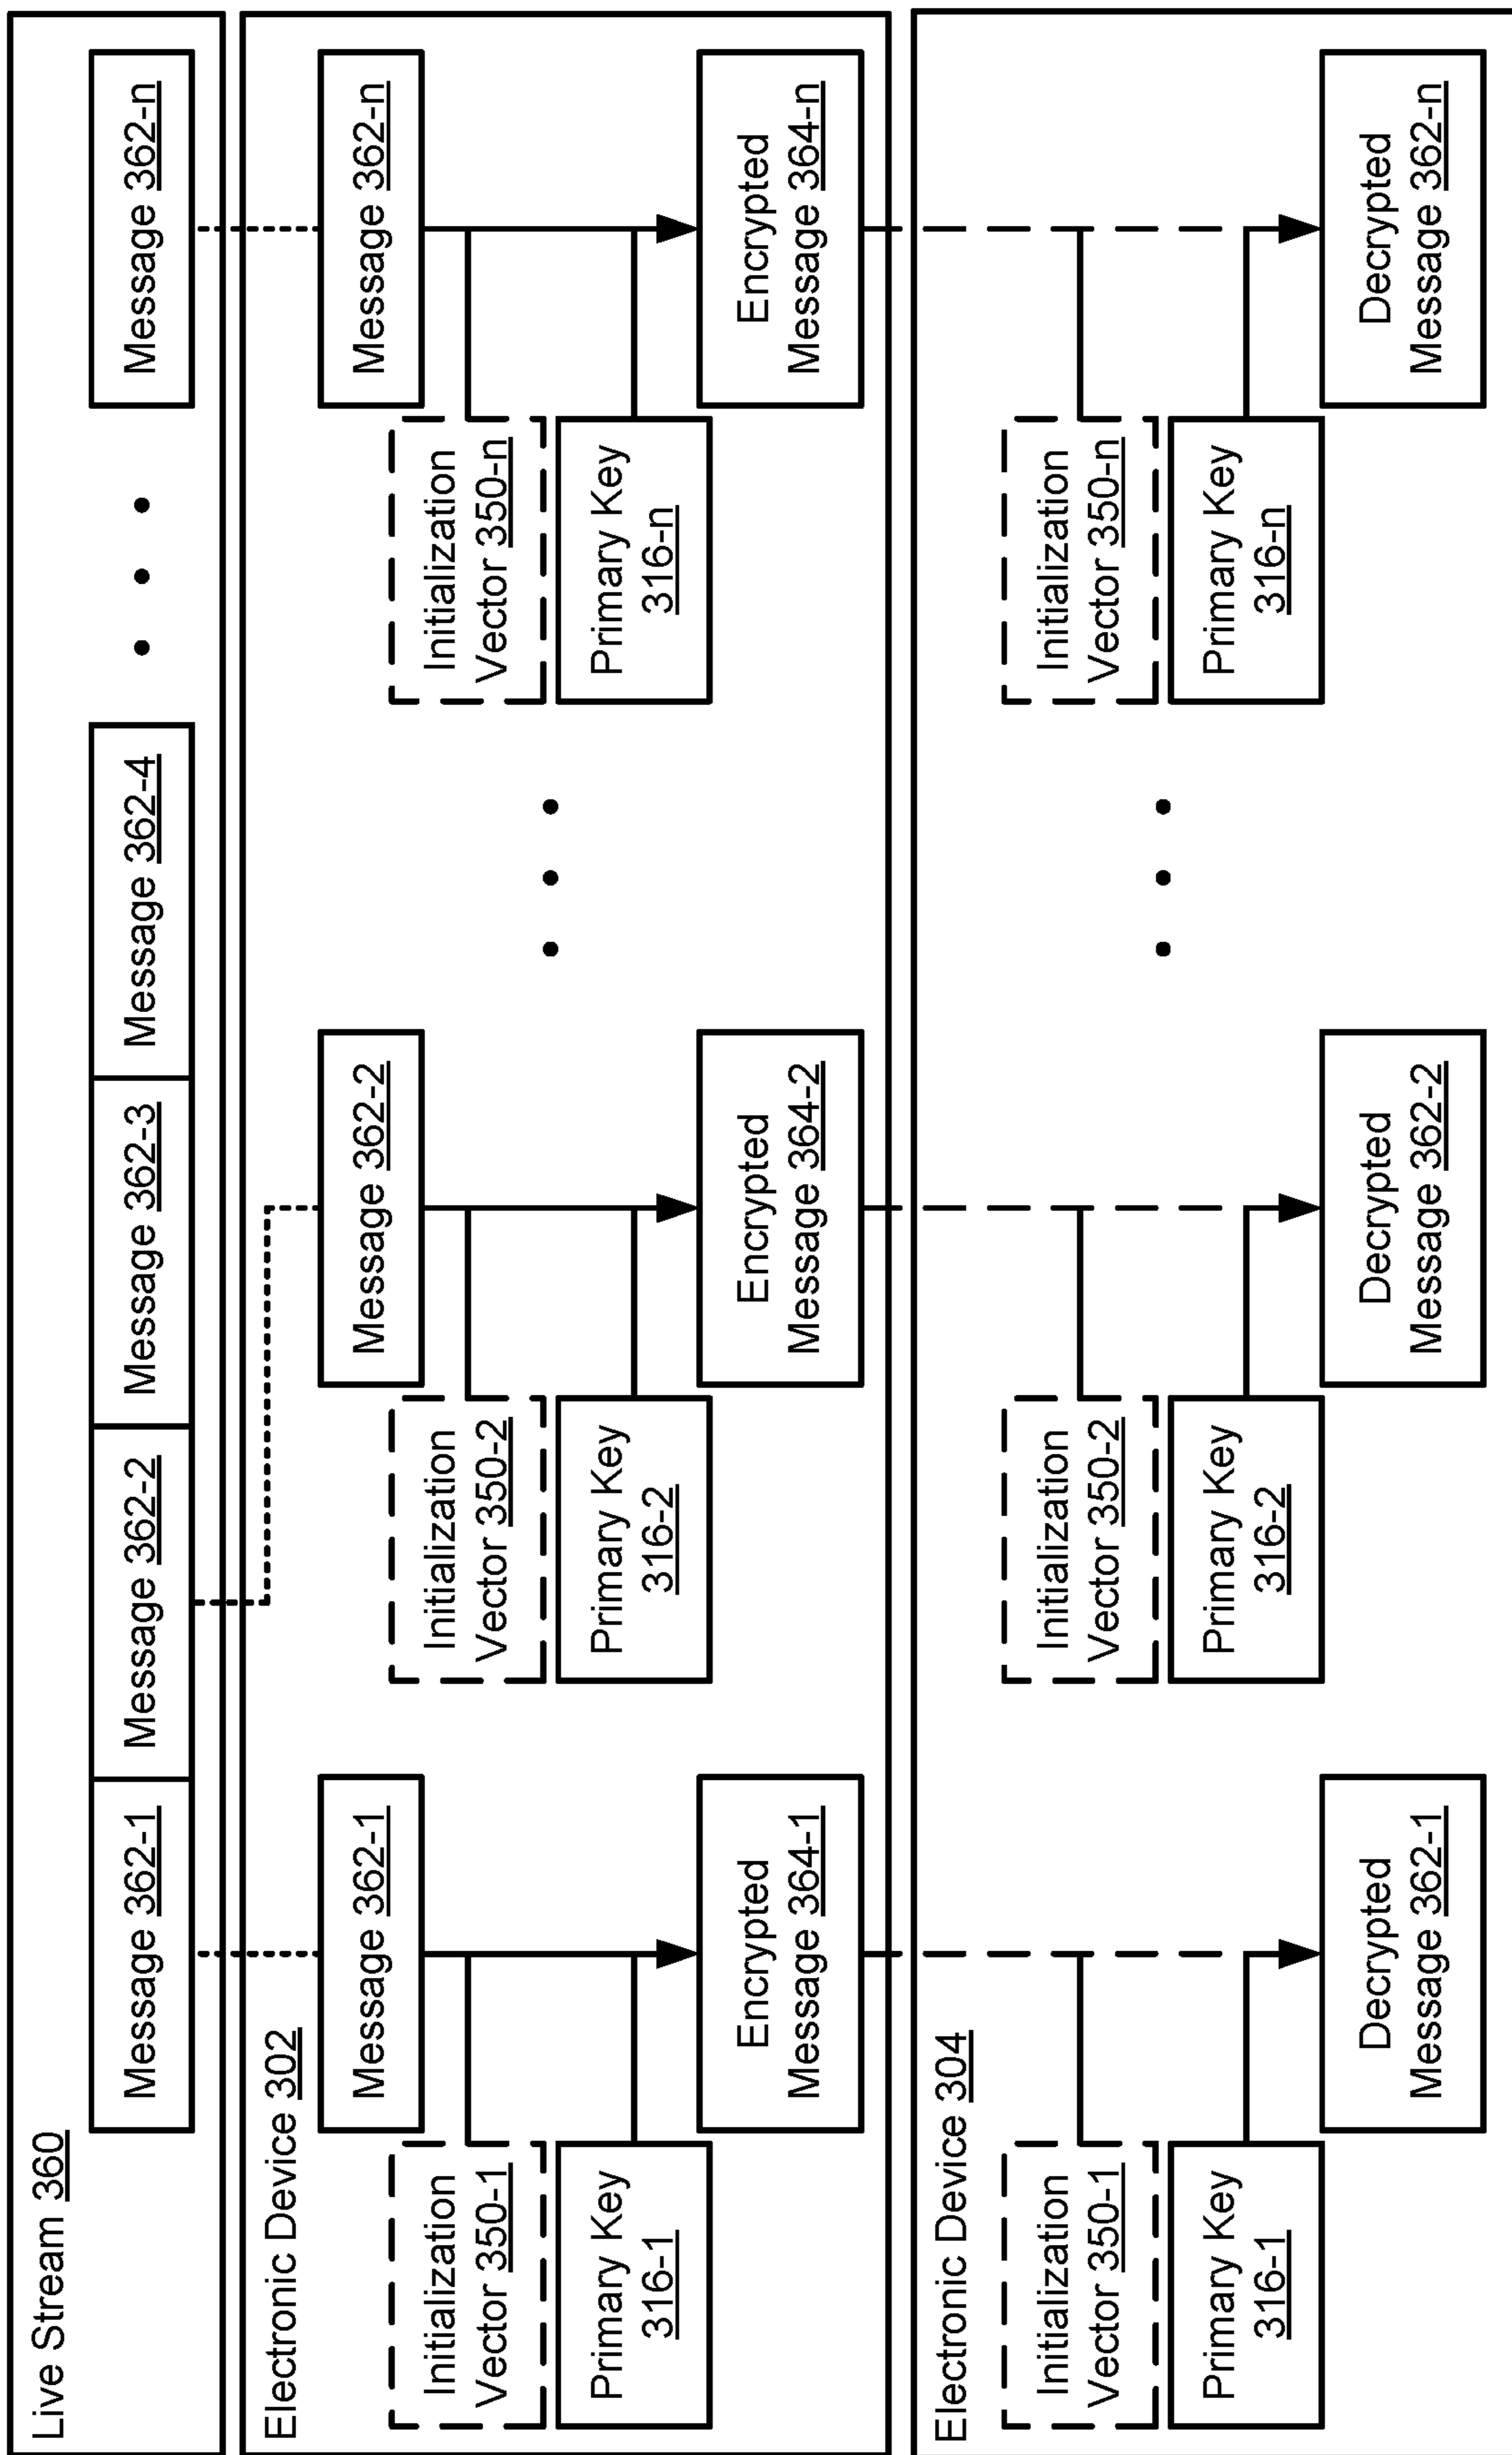 Live Stream 360
Message 362-1
Message 362-2
Message 362-3
Message 362-4
Message 362-n
Electronic Device 302
Message 362-1
Initialization
Vector 350-1
Primary Key
316-1
Encrypted
Message 364-1
Message 362-2
Initialization
Vector 350-2
Primary Key
316-2
Encrypted
Message 364-2
Message 362-n
Initialization
Vector 350-n
Primary Key
316-n
Encrypted
Message 364-n
Electronic Device 304
Initialization
Vector 350-1
Primary Key
316-1
Decrypted
Message 362-1
Initialization
Vector 350-2
Primary Key
316-2
Decrypted
Message 362-2
Initialization
Vector 350-n
Primary Key
316-n
Decrypted
Message 362-n